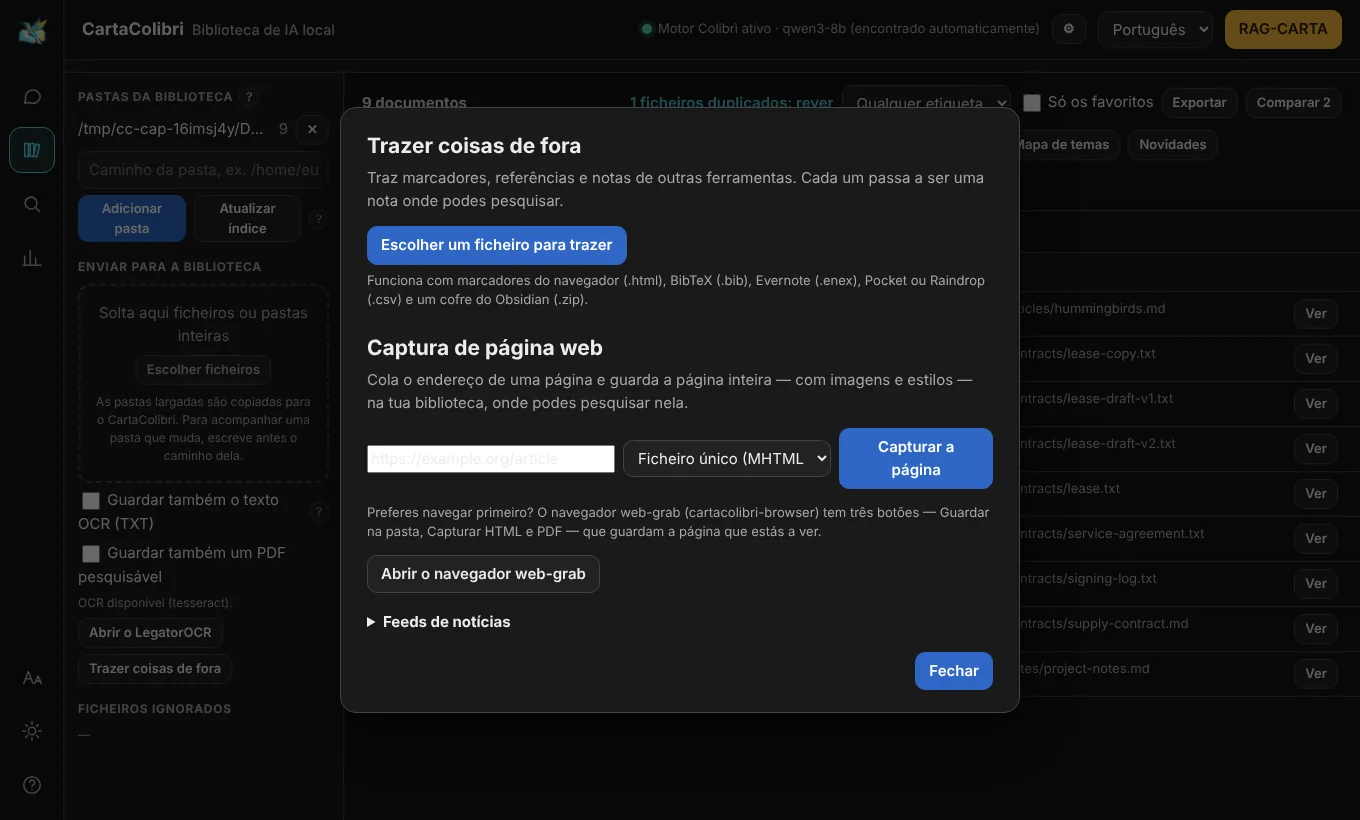 CartaColibri Biblioteca de IA local
Motor Colibrì ativo · qwen3-8b (encontrado automaticamente)
⚙
Português
RAG-CARTA
PASTAS DA BIBLIOTECA ?
/tmp/cc-cap-16imsj4y/D... 9 ✕
Caminho da pasta, ex. /home/eu
Adicionar
pasta
Atualizar
índice
?
ENVIAR PARA A BIBLIOTECA
Solta aqui ficheiros ou pastas
inteiras
Escolher ficheiros
As pastas largadas são copiadas para
o CartaColibri. Para acompanhar uma
pasta que muda, escreve antes o
caminho dela.
Guardar também o texto
OCR (TXT)
?
Guardar também um PDF
pesquisável
OCR disponível (tesseract).
Abrir o LegatorOCR
Trazer coisas de fora
FICHEIROS IGNORADOS
—
9 documentos
1 ficheiros duplicados: rever
Qualquer etiqueta
Só os favoritos
Exportar
Comparar 2
Mapa de temas
Novidades
Trazer coisas de fora
Traz marcadores, referências e notas de outras ferramentas. Cada um passa a ser uma
nota onde podes pesquisar.
Escolher um ficheiro para trazer
Funciona com marcadores do navegador (.html), BibTeX (.bib), Evernote (.enex), Pocket ou Raindrop
(.csv) e um cofre do Obsidian (.zip).
Captura de página web
Cola o endereço de uma página e guarda a página inteira — com imagens e estilos —
na tua biblioteca, onde podes pesquisar nela.
https://example.org/article
Ficheiro único (MHTML
Capturar a
página
Preferes navegar primeiro? O navegador web-grab (cartacolibri-browser) tem três botões — Guardar
na pasta, Capturar HTML e PDF — que guardam a página que estás a ver.
Abrir o navegador web-grab
▶ Feeds de notícias
Fechar
icles/hummingbirds.md Ver
ntracts/lease-copy.txt Ver
ntracts/lease-draft-v1.txt Ver
ntracts/lease-draft-v2.txt Ver
ntracts/lease.txt Ver
ntracts/service-agreement.txt Ver
ntracts/signing-log.txt Ver
ntracts/supply-contract.md Ver
tes/project-notes.md Ver
AA
?